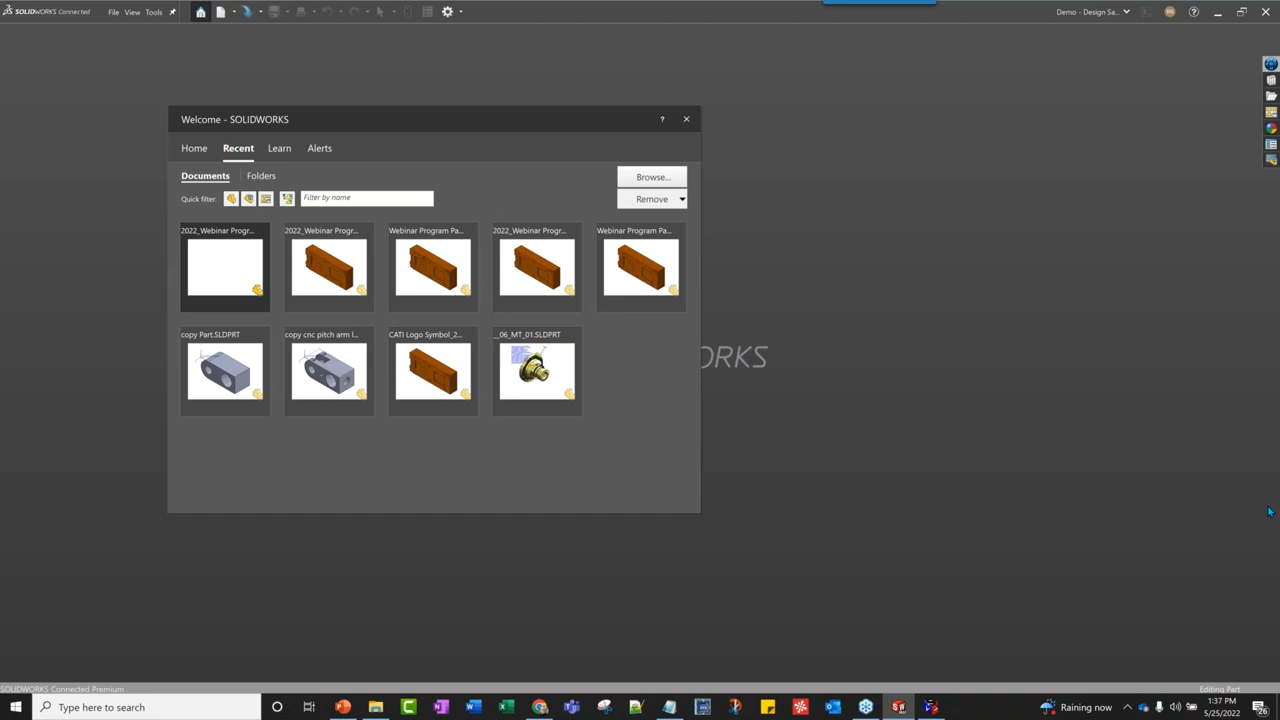 SOLIDWORKS Connected File View Tools Demo - Design Sa...
Welcome - SOLIDWORKS ?
Home Recent Learn Alerts
Documents Folders Browse...
Quick filter: Filter by name Remove
2022_Webinar Progr... 2022_Webinar Progr... Webinar Program Pa... 2022_Webinar Progr... Webinar Program Pa...
copy Part.SLDPRT copy cnc pitch arm l... CATI Logo Symbol_2... __06_MT_01.SLDPRT
ORKS
SOLIDWORKS Connected Premium Editing Part
Type here to search Raining now 1:37 PM
5/25/2022 26